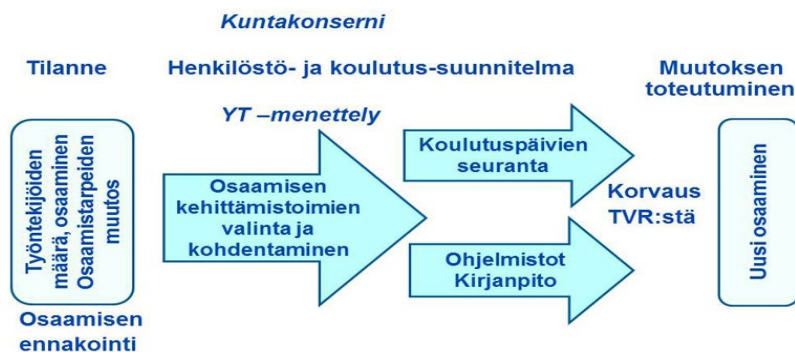 Kuntakonserni
Tilanne
Henkilöstö- ja koulutus-suunnitelma
Muutoksen
toteutuminen
YT –menettely
Työntekijöiden
määrä, osaaminen
Osaamistarpeiden
muutos
Osaamisen
kehittämistoimien
valinta ja
kohdentaminen
Koulutuspäivien
seuranta
Ohjelmistot
Kirjanpito
Korvaus
TVR:stä
Uusi osaaminen
Osaamisen
ennakointi